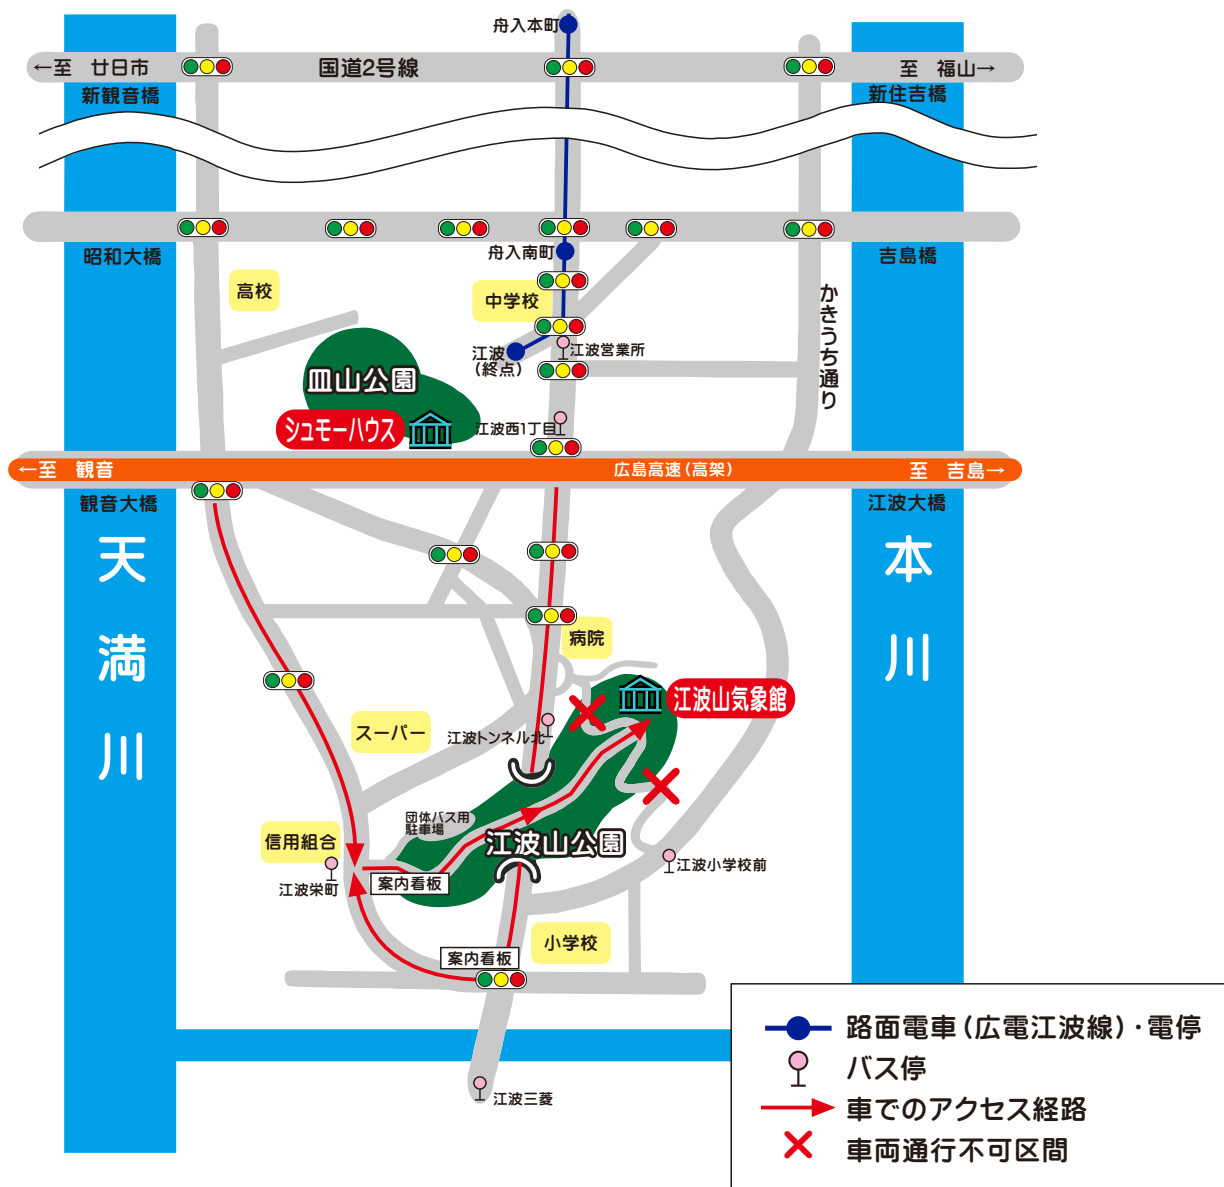 舟入本町
←至 廿日市
国道2号線
至 福山→
新観音橋
新住吉橋
昭和大橋
舟入南町
吉島橋
高校
中学校
かきうち通り
江波営業所
江波
(終点)
皿山公園
シュモーハウス
江波西1丁目
←至 観音
広島高速(高架)
至 吉島→
観音大橋
江波大橋
天満川
本川
病院
江波山気象館
スーパー
江波トンネル北
団体バス用
駐車場
信用組合
江波山公園
江波小学校前
江波栄町
案内看板
小学校
案内看板
江波三菱
路面電車(広電江波線)・電停
バス停
車でのアクセス経路
車両通行不可区間